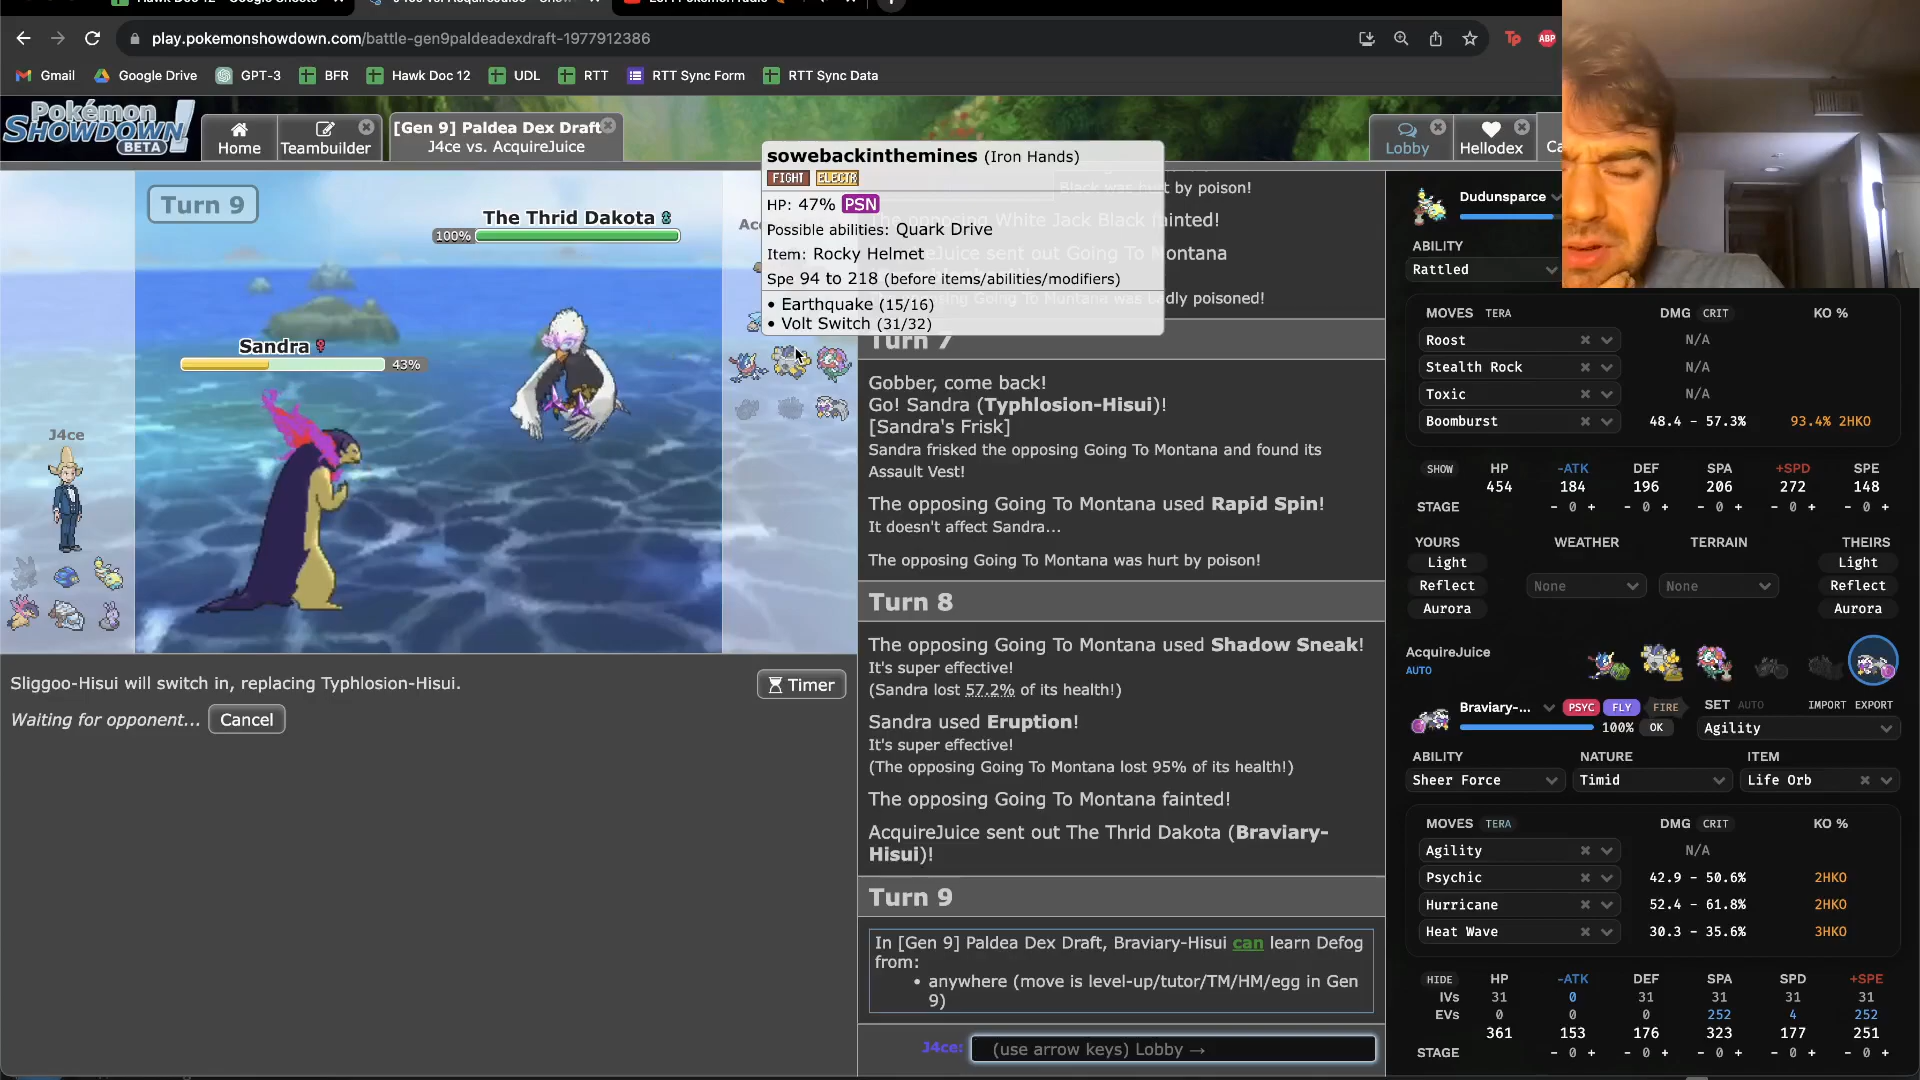 play.pokemonshowdown.com/battle-gen9paldeadexdraft-1977912386
Tp
ABP
Gmail
Google Drive
GPT-3
BFR
Hawk Doc 12
UDL
RTT
RTT Sync Form
RTT Sync Data
Pokémon
SHOWDOWN!
BETA
Home
Teambuilder
[Gen 9] Paldea Dex Draft
J4ce vs. AcquireJuice
Lobby
Hellodex
Turn 9
The Thrid Dakota
100%
Sandra
43%
J4ce
sowebackinthemines (Iron Hands)
FIGHT ELECTR
HP: 47% PSN
Possible abilities: Quark Drive
Item: Rocky Helmet
Spe 94 to 218 (before items/abilities/modifiers)
• Earthquake (15/16)
• Volt Switch (31/32)
Turn 7
Gobber, come back!
Go! Sandra (Typhlosion-Hisui)!
[Sandra's Frisk]
Sandra frisked the opposing Going To Montana and found its
Assault Vest!
The opposing Going To Montana used Rapid Spin!
It doesn't affect Sandra...
The opposing Going To Montana was hurt by poison!
Turn 8
The opposing Going To Montana used Shadow Sneak!
It's super effective!
(Sandra lost 57.2% of its health!)
Sandra used Eruption!
It's super effective!
(The opposing Going To Montana lost 95% of its health!)
The opposing Going To Montana fainted!
AcquireJuice sent out The Thrid Dakota (Braviary-
Hisui)!
Turn 9
In [Gen 9] Paldea Dex Draft, Braviary-Hisui can learn Defog
from:
• anywhere (move is level-up/tutor/TM/HM/egg in Gen
9)
J4ce:
(use arrow keys) Lobby →
Sliggoo-Hisui will switch in, replacing Typhlosion-Hisui.
Timer
Waiting for opponent... Cancel
Dudunsparce
ABILITY
Rattled
MOVES TERA DMG CRIT KO %
Roost N/A
Stealth Rock N/A
Toxic N/A
Boomburst 48.4 - 57.3% 93.4% 2HKO
SHOW HP -ATK DEF SPA +SPD SPE
454 184 196 206 272 148
STAGE - 0 + - 0 + - 0 + - 0 + - 0 +
YOURS WEATHER TERRAIN THEIRS
Light Light
Reflect None None Reflect
Aurora Aurora
AcquireJuice
AUTO
Braviary-... PSYC FLY FIRE SET AUTO IMPORT EXPORT
100% OK Agility
ABILITY NATURE ITEM
Sheer Force Timid Life Orb
MOVES TERA DMG CRIT KO %
Agility N/A
Psychic 42.9 - 50.6% 2HKO
Hurricane 52.4 - 61.8% 2HKO
Heat Wave 30.3 - 35.6% 3HKO
HIDE HP -ATK DEF SPA SPD +SPE
IVs 31 0 31 31 31 31
EVs 0 0 0 252 4 252
361 153 176 323 177 251
STAGE - 0 + - 0 + - 0 + - 0 + - 0 +